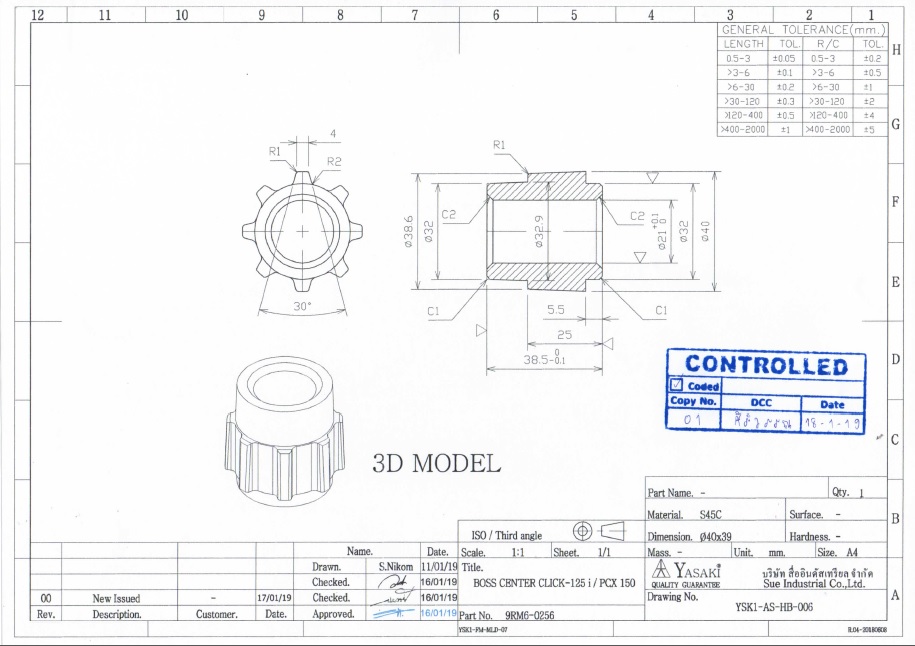 12 11 10 9 8 7 6 5 4 3 2 1
GENERAL TOLERANCE(mm.)
LENGTH TOL. R/C TOL.
0.5-3 ±0.05 0.5-3 ±0.2
>3-6 ±0.1 >3-6 ±0.5
>6-30 ±0.2 >6-30 ±1
>30-120 ±0.3 >30-120 ±2
>120-400 ±0.5 >120-400 ±4
>400-2000 ±1 >400-2000 ±5
H
G
F
E
D
C
B
A
4
R1
R2
30°
R1
ø38.6
ø32
C2
ø32.9
C2
ø21 +0.1 0
ø32
ø40
C1
C1
5.5
25
38.5 0 -0.1
CONTROLLED
☑ Coded
Copy No. DCC Date
01 18-1-19
3D MODEL
Part Name. - Qty. 1
Material. S45C Surface. -
Dimension. Ø40x39 Hardness. -
ISO / Third angle
Name. Date. Scale. 1:1 Sheet. 1/1 Mass. - Unit. mm. Size. A4
Drawn. S.Nikom 11/01/19 Title.
BOSS CENTER CLICK-125 i / PCX 150
YASAKI
QUALITY GUARANTEE
บริษัท สื่ออินดัสเทรียล จำกัด
Sue Industrial Co.,Ltd.
Checked. 16/01/19
00 New Issued - 17/01/19 Checked. 16/01/19
Rev. Description. Customer. Date. Approved. 16/01/19
Part No. 9RM6-0256
Drawing No.
YSK1-AS-HB-006
YSK1-FM-MLD-07
R.04-20180608